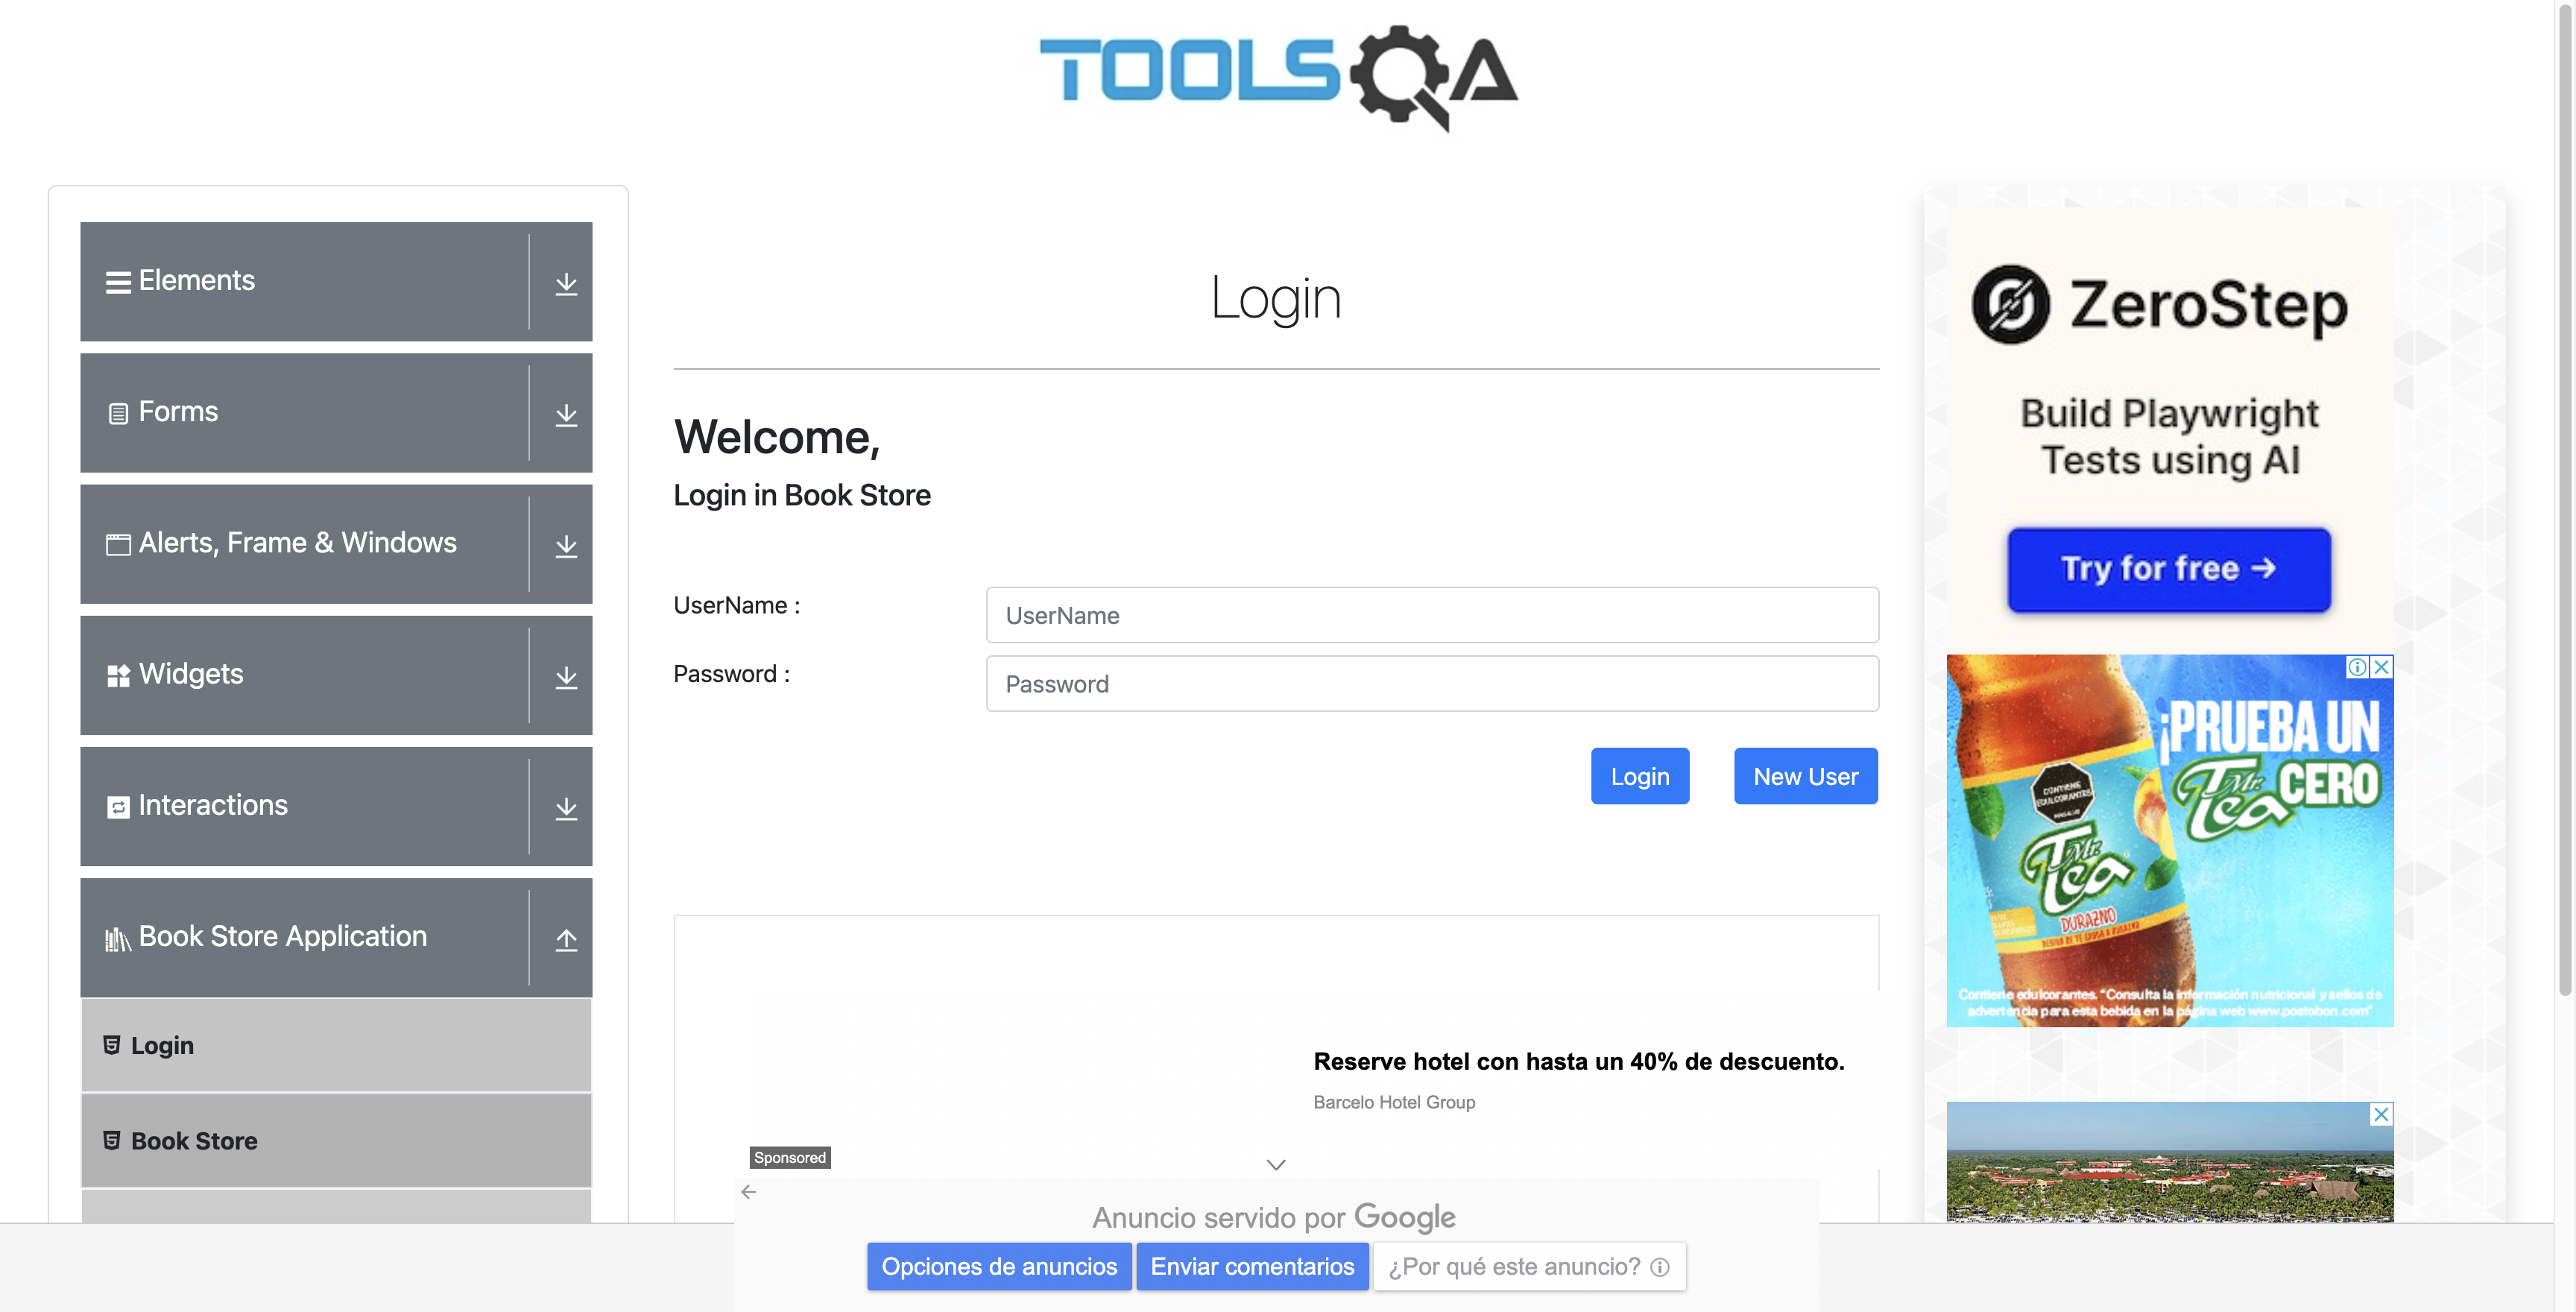 TOOLSQA
Elements
Forms
Alerts, Frame & Windows
Widgets
Interactions
Book Store Application
Login
Book Store
Login
Welcome,
Login in Book Store
UserName :
UserName
Password :
Password
Login
New User
Reserve hotel con hasta un 40% de descuento.
Barcelo Hotel Group
Sponsored
Anuncio servido por Google
Opciones de anuncios
Enviar comentarios
¿Por qué este anuncio?
ZeroStep
Build Playwright
Tests using AI
Try for free →
¡PRUEBA UN
Mr. Tea CERO
CONTIENE
EDULCORANTES
Mr. Tea
DURAZNO
Contiene edulcorantes. "Consulta la información nutricional y sellos de
advertencia para esta bebida en la página web www.postobon.com"